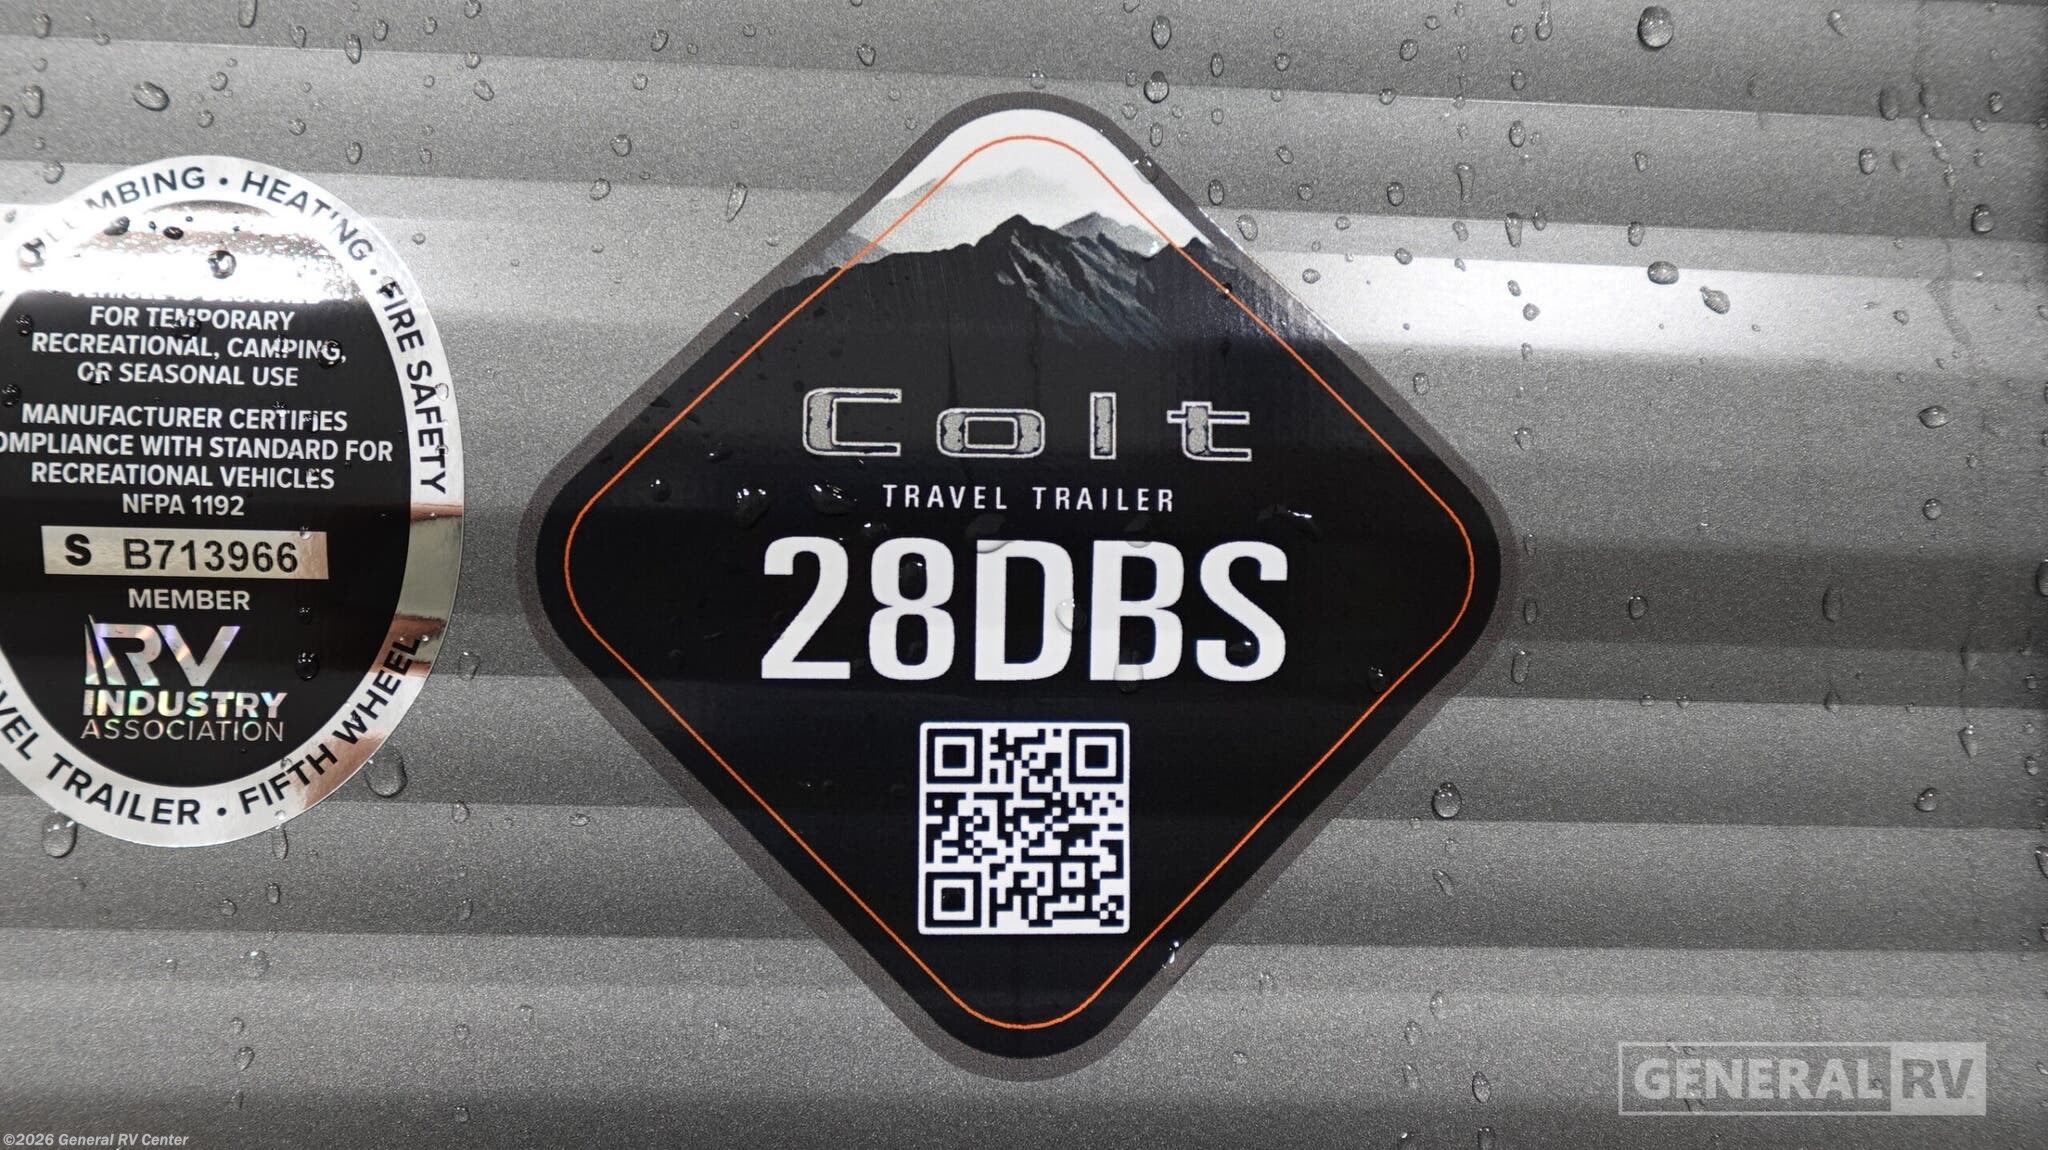 PLUMBING • HEATING • FIRE SAFETY
FOR TEMPORARY
RECREATIONAL, CAMPING,
OR SEASONAL USE
MANUFACTURER CERTIFIES
OMPLIANCE WITH STANDARD FOR
RECREATIONAL VEHICLES
NFPA 1192
S B713966
MEMBER
RV
INDUSTRY
ASSOCIATION
VEL TRAILER • FIFTH WHEEL
Colt
TRAVEL TRAILER
28DBS
GENERAL RV
©2026 General RV Center